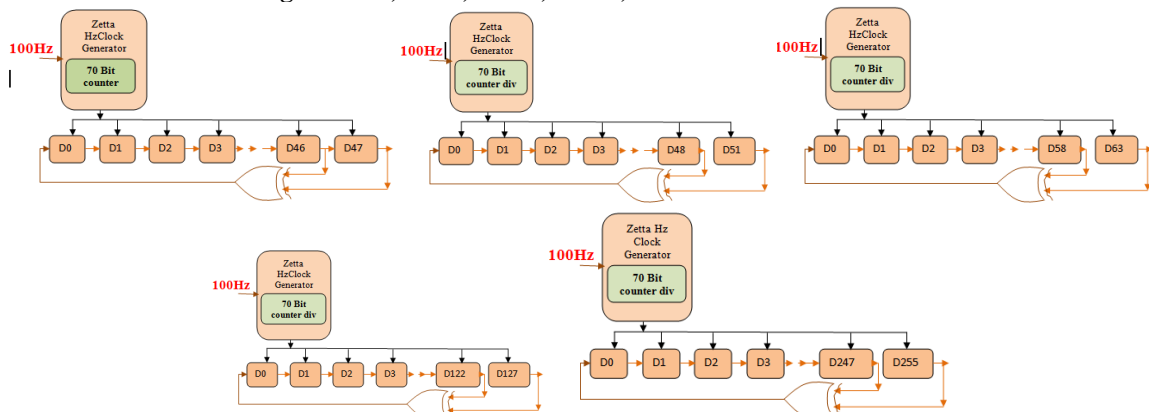 Zetta
HzClock
Generator
100Hz
70 Bit
counter
D0 D1 D2 D3 D46 D47
Zetta
HzClock
Generator
100Hz
70 Bit
counter div
D0 D1 D2 D3 D48 D51
Zetta
HzClock
Generator
100Hz
70 Bit
counter div
D0 D1 D2 D3 D58 D63
Zetta
HzClock
Generator
100Hz
70 Bit
counter div
D0 D1 D2 D3 D122 D127
Zetta Hz
Clock
Generator
100Hz
70 Bit
counter div
D0 D1 D2 D3 D247 D255